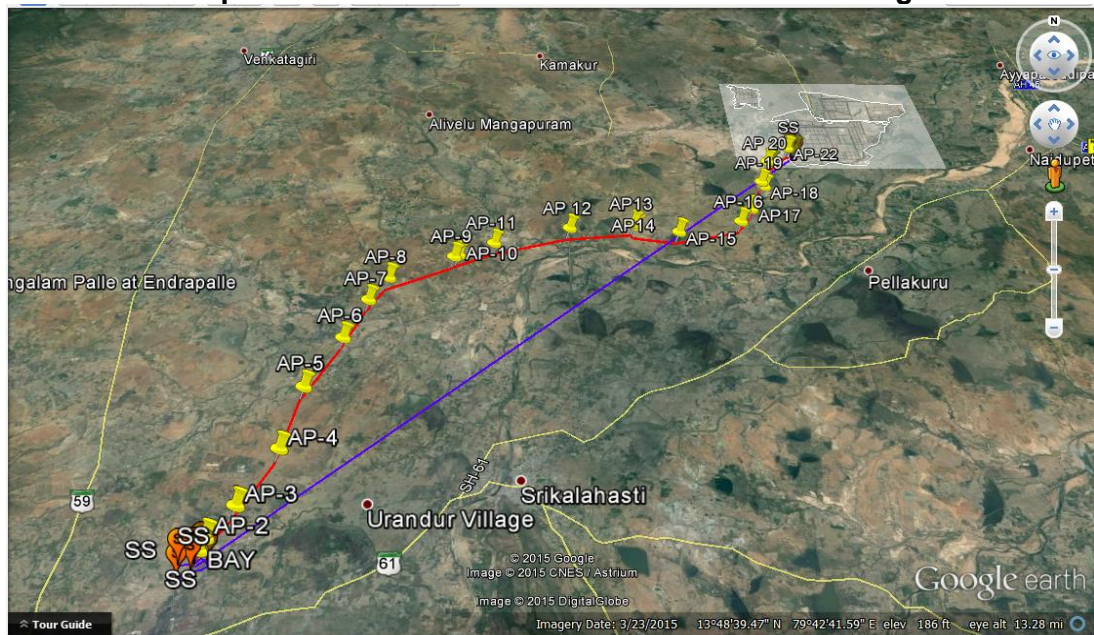 N
Venkatagiri
Kamakur
Alivelu Mangapuram
SS
AP 20
AP-22
AP-19
AP-18
Naidupet
AP-16
AP17
AP13
AP14
AP 12
AP-15
AP-11
AP-9
AP-10
AP-8
AP-7
ngalam Palle at Endrapalle
Pellakuru
AP-6
AP-5
AP-4
SH-61
Srikalahasti
AP-3
59
Urandur Village
AP-2
SS
SS
BAY
SS
61
© 2015 Google
Image © 2015 CNES / Astrium
Image © 2015 DigitalGlobe
Google earth
Tour Guide
Imagery Date: 3/23/2015 13°48'39.47" N 79°42'41.59" E elev 186 ft eye alt 13.28 mi